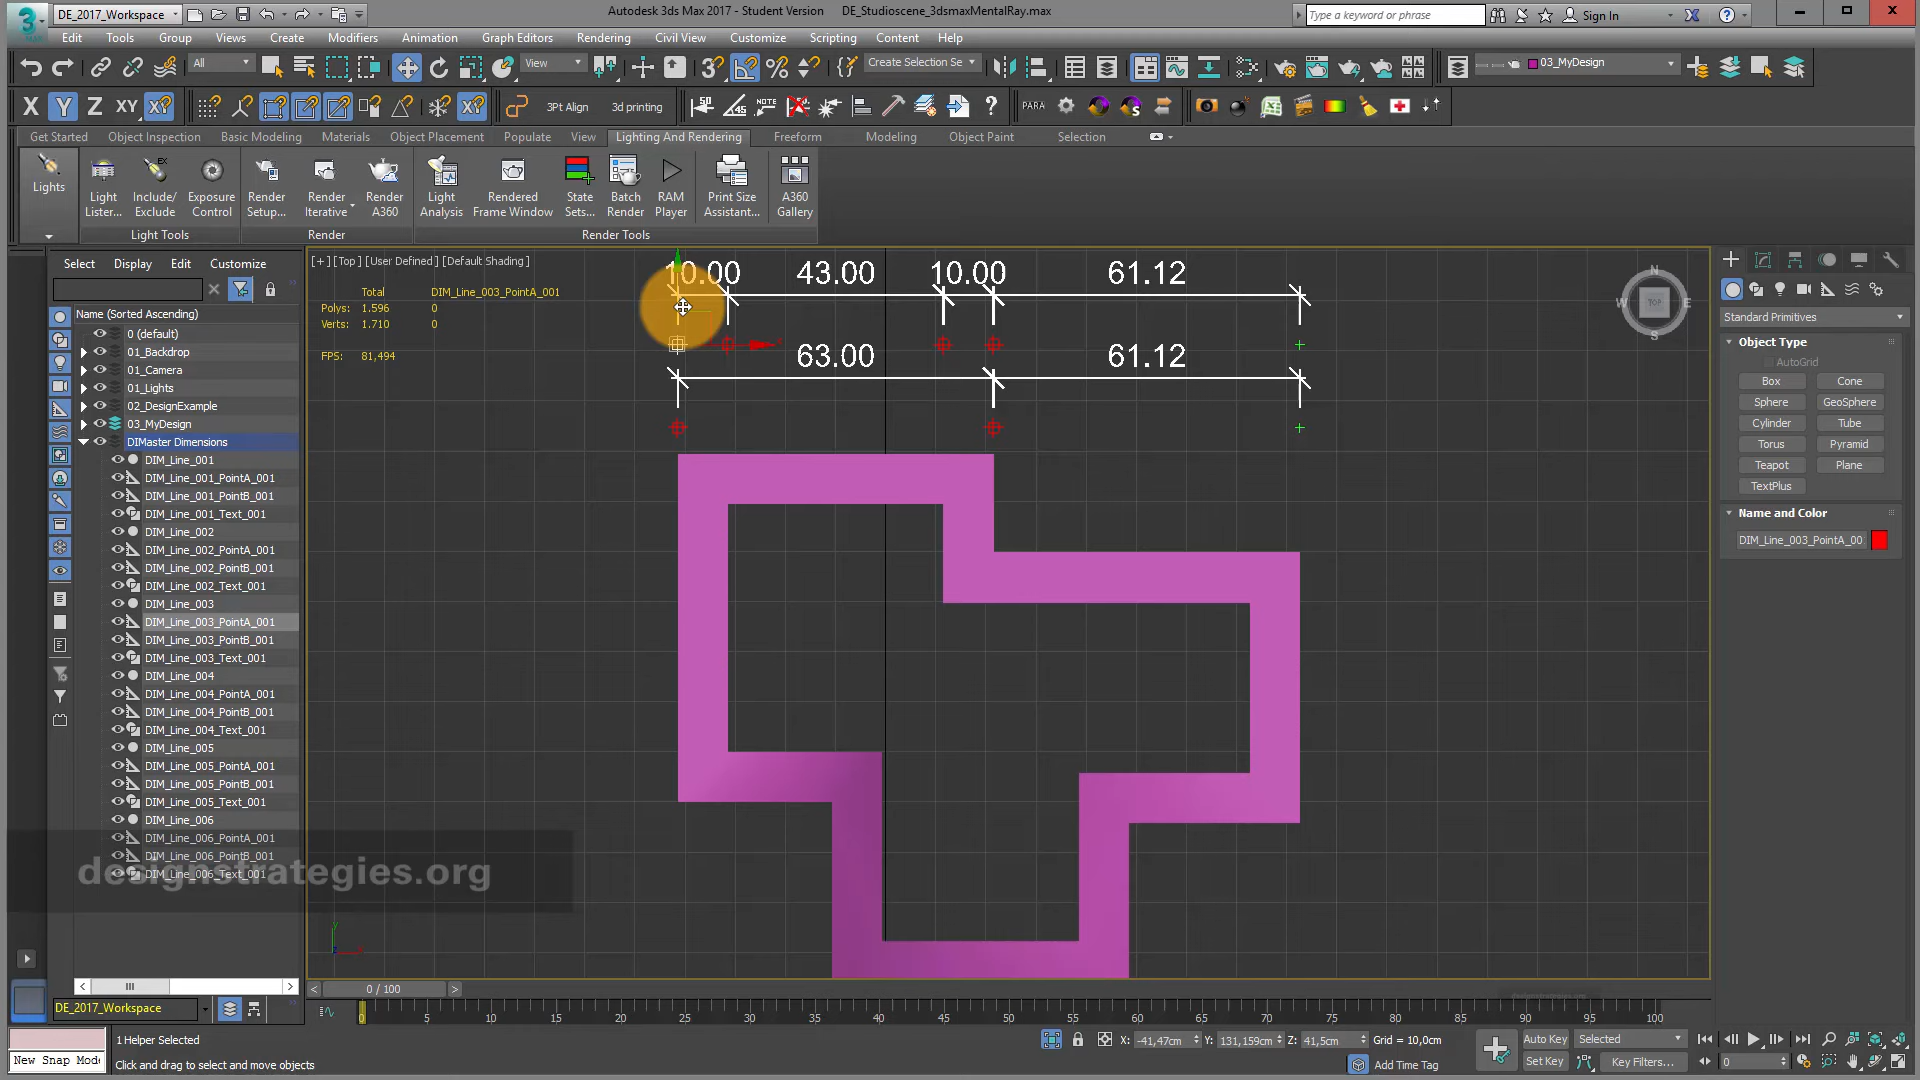 3
DE_2017_Workspace
Autodesk 3ds Max 2017 - Student Version DE_Studioscene_3dsmaxMentalRay.max
Type a keyword or phrase
Sign In
Edit Tools Group Views Create Modifiers Animation Graph Editors Rendering Civil View Customize Scripting Content Help
All
View
Create Selection Se
03_MyDesign
X Y Z XY
3Pt Align
3d printing
PARA
Get Started Object Inspection Basic Modeling Materials Object Placement Populate View Lighting And Rendering Freeform Modeling Object Paint Selection
Lights
Light Lister...
Include/ Exclude
Exposure Control
Render Setup...
Render Iterative
Render A360
Light Analysis
Rendered Frame Window
State Sets...
Batch Render
RAM Player
Print Size Assistant...
A360 Gallery
Light Tools
Render
Render Tools
Select Display Edit Customize
Name (Sorted Ascending)
0 (default)
01_Backdrop
01_Camera
01_Lights
02_DesignExample
03_MyDesign
DIMaster Dimensions
DIM_Line_001
DIM_Line_001_PointA_001
DIM_Line_001_PointB_001
DIM_Line_001_Text_001
DIM_Line_002
DIM_Line_002_PointA_001
DIM_Line_002_PointB_001
DIM_Line_002_Text_001
DIM_Line_003
DIM_Line_003_PointA_001
DIM_Line_003_PointB_001
DIM_Line_003_Text_001
DIM_Line_004
DIM_Line_004_PointA_001
DIM_Line_004_PointB_001
DIM_Line_004_Text_001
DIM_Line_005
DIM_Line_005_PointA_001
DIM_Line_005_PointB_001
DIM_Line_005_Text_001
DIM_Line_006
DIM_Line_006_PointA_001
DIM_Line_006_PointB_001
DIM_Line_006_Text_001
designstrategies.org
[+] [Top] [User Defined] [Default Shading]
Total DIM_Line_003_PointA_001
Polys: 1.596 0
Verts: 1.710 0
FPS: 81,494
10.00 43.00 10.00 61.12
63.00 61.12
N
W TOP E
S
y
x
Standard Primitives
Object Type
AutoGrid
Box Cone
Sphere GeoSphere
Cylinder Tube
Torus Pyramid
Teapot Plane
TextPlus
Name and Color
DIM_Line_003_PointA_00
0 / 100
DE_2017_Workspace
0 5 10 15 20 25 30 35 40 45 50 55 60 65 70 75 80 85 90 95 100
New Snap Mode
1 Helper Selected
Click and drag to select and move objects
X: -41,47cm Y: 131,159cm Z: 41,5cm Grid = 10,0cm
Add Time Tag
Auto Key Selected
Set Key Key Filters...
0